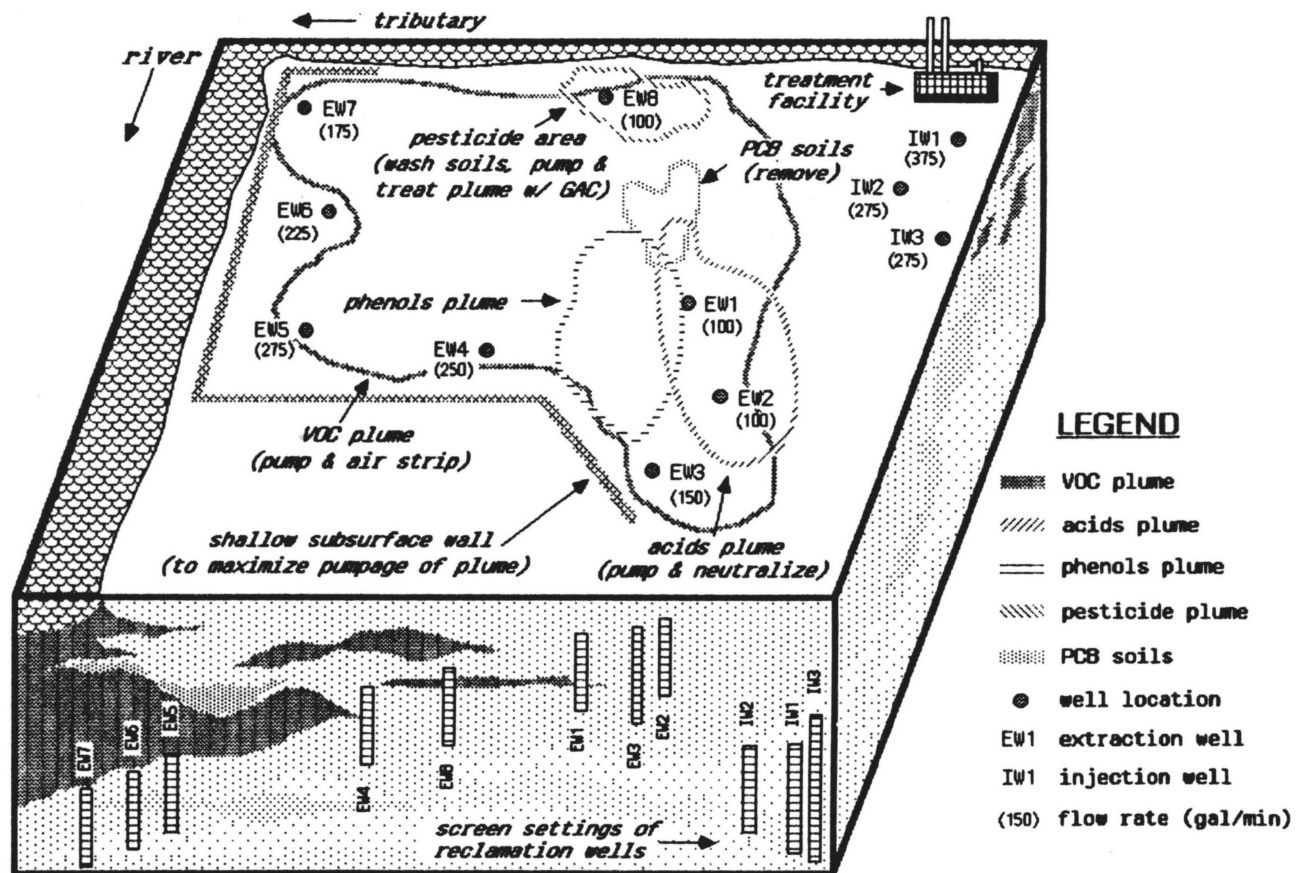 tributary
river
treatment
facility
EW7
(175)
EW8
(100)
pesticide area
(wash soils, pump &
treat plume w/ GAC)
PCB soils
(remove)
IW1
(375)
IW2
(275)
IW3
(275)
EW6
(225)
phenols plume
EW1
(100)
EW5
(275)
EW4
(250)
EW2
(100)
VOC plume
(pump & air strip)
EW3
(150)
shallow subsurface wall
(to maximize pumpage of plume)
acids plume
(pump & neutralize)
LEGEND
VOC plume
acids plume
phenols plume
pesticide plume
PCB soils
well location
EW1 extraction well
IW1 injection well
(150) flow rate (gal/min)
EW7
EW6
EW5
EW4
EW8
EW1
EW3
EW2
IW2
IW1
IW3
screen settings of
reclamation wells